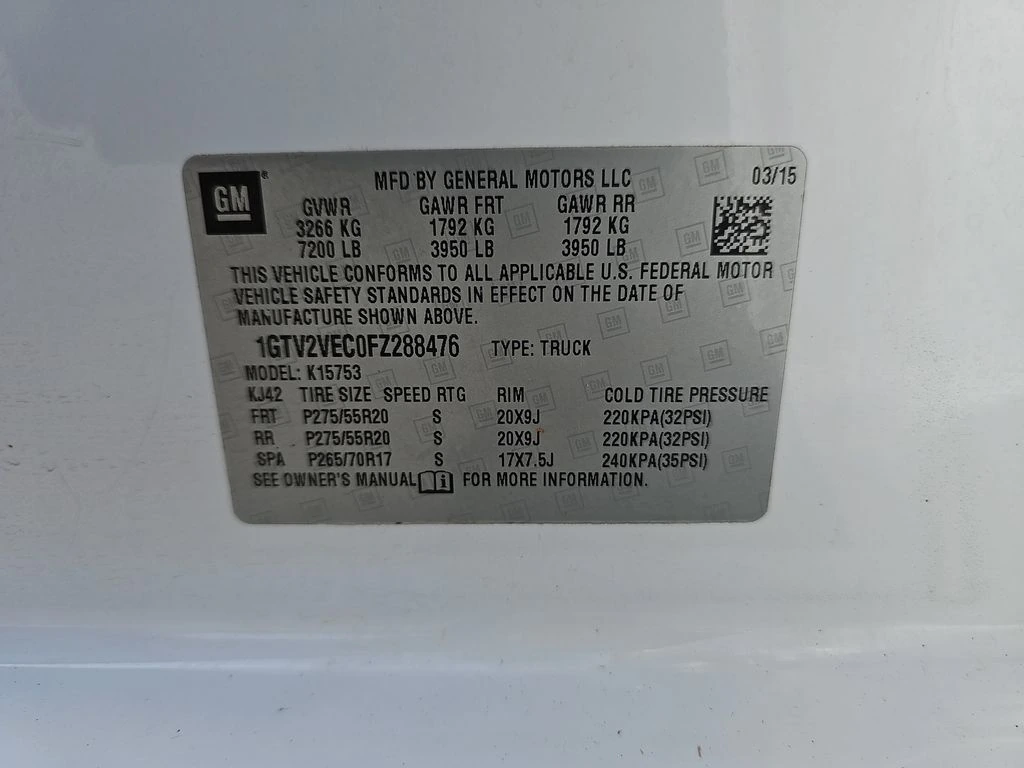 GM ® MFD BY GENERAL MOTORS LLC 03/15
GVWR GAWR FRT GAWR RR
3266 KG 1792 KG 1792 KG
7200 LB 3950 LB 3950 LB
THIS VEHICLE CONFORMS TO ALL APPLICABLE U.S. FEDERAL MOTOR
VEHICLE SAFETY STANDARDS IN EFFECT ON THE DATE OF
MANUFACTURE SHOWN ABOVE.
1GTV2VEC0FZ288476 TYPE: TRUCK
MODEL: K15753
KJ42 TIRE SIZE SPEED RTG RIM COLD TIRE PRESSURE
FRT P275/55R20 S 20X9J 220KPA(32PSI)
RR P275/55R20 S 20X9J 220KPA(32PSI)
SPA P265/70R17 S 17X7.5J 240KPA(35PSI)
SEE OWNER'S MANUAL FOR MORE INFORMATION.